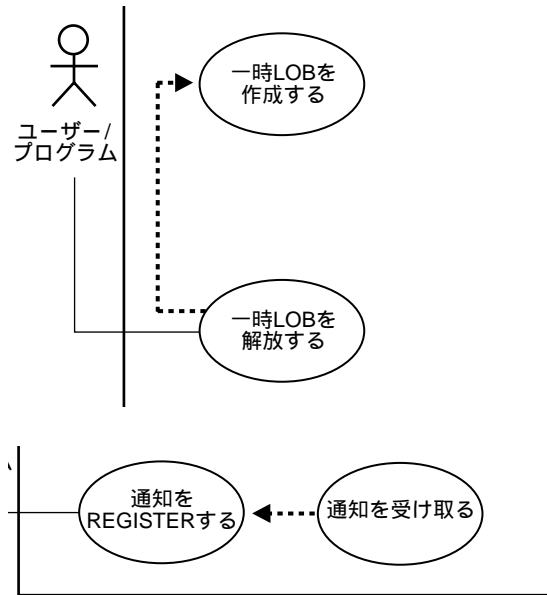 一時LOBを
作成する
ユーザー/
プログラム
一時LOBを
解放する
通知を
REGISTERする
通知を受け取る